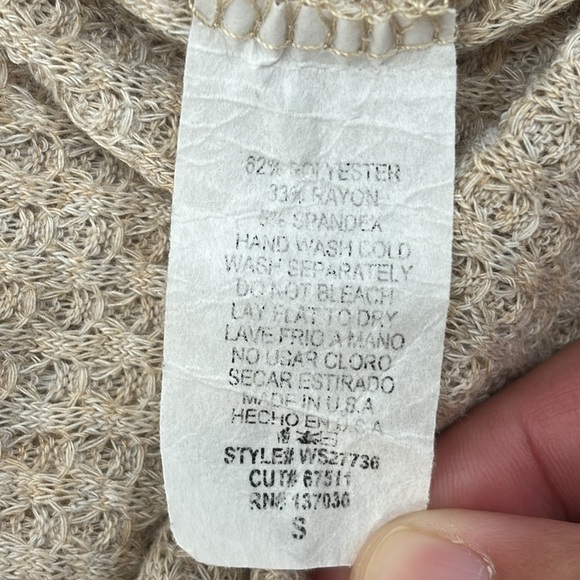 62% POLYESTER
33% RAYON
5% SPANDEA
HAND WASH COLD
WASH SEPARATELY
DO NOT BLEACH
LAY FLAT TO DRY
LAVE FRIO A MANO
NO USAR CLORO
SECAR ESTIRADO
MADE IN U.S.A
HECHO EN U.S.A
STYLE# WS27736
CUT# 67511
RN# 137036
S